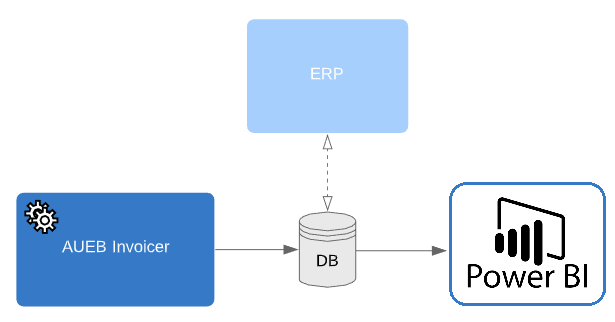 ERP
AUEB Invoicer
DB
Power BI